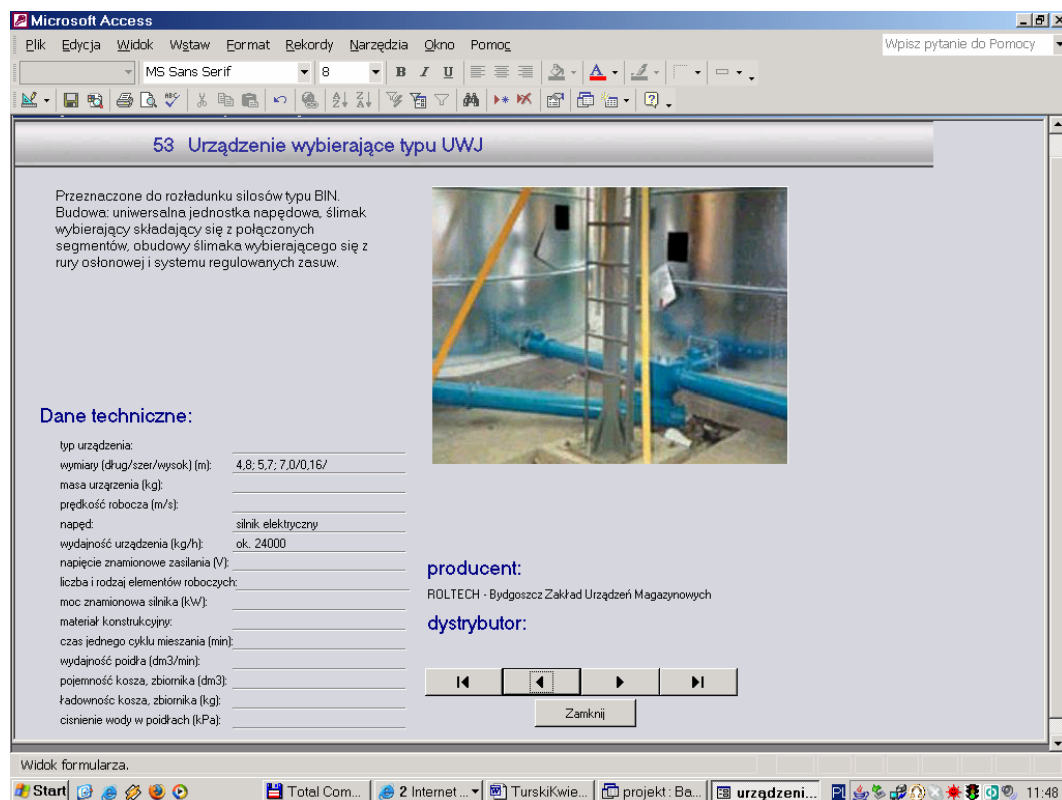 Microsoft Access
Plik Edycja Widok Wstaw Format Rekordy Narzędzia Okno Pomoc
Wpisz pytanie do Pomocy
MS Sans Serif 8 B I U
53 Urządzenie wybierające typu UWJ
Przeznaczone do rozładunku silosów typu BIN.
Budowa: uniwersalna jednostka napędowa, ślimak
wybierający składający się z połączonych
segmentów, obudowy ślimaka wybierającego się z
rury osłonowej i systemu regulowanych zasuw.
Dane techniczne:
typ urządzenia:
wymiary (dług/szer/wysok) (m): 4,8; 5,7; 7,0/0,16/
masa urząrzenia (kg):
prędkość robocza (m/s):
napęd: silnik elektryczny
wydajność urządzenia (kg/h): ok. 24000
napięcie znamionowe zasilania (V):
liczba i rodzaj elementów roboczych:
moc znamionowa silnika (kW):
materiał konstrukcyjny:
czas jednego cyklu mieszania (min):
wydajność poidła (dm3/min):
pojemność kosza, zbiornika (dm3):
ładownośc kosza, zbiornika (kg):
cisnienie wody w poidłach (kPa):
producent:
ROLTECH - Bydgoszcz Zakład Urządzeń Magazynowych
dystrybutor:
Zamknij
Widok formularza.
Start Total Com... 2 Internet ... TurskiKwie... projekt : Ba... urządzeni... PL 11:48